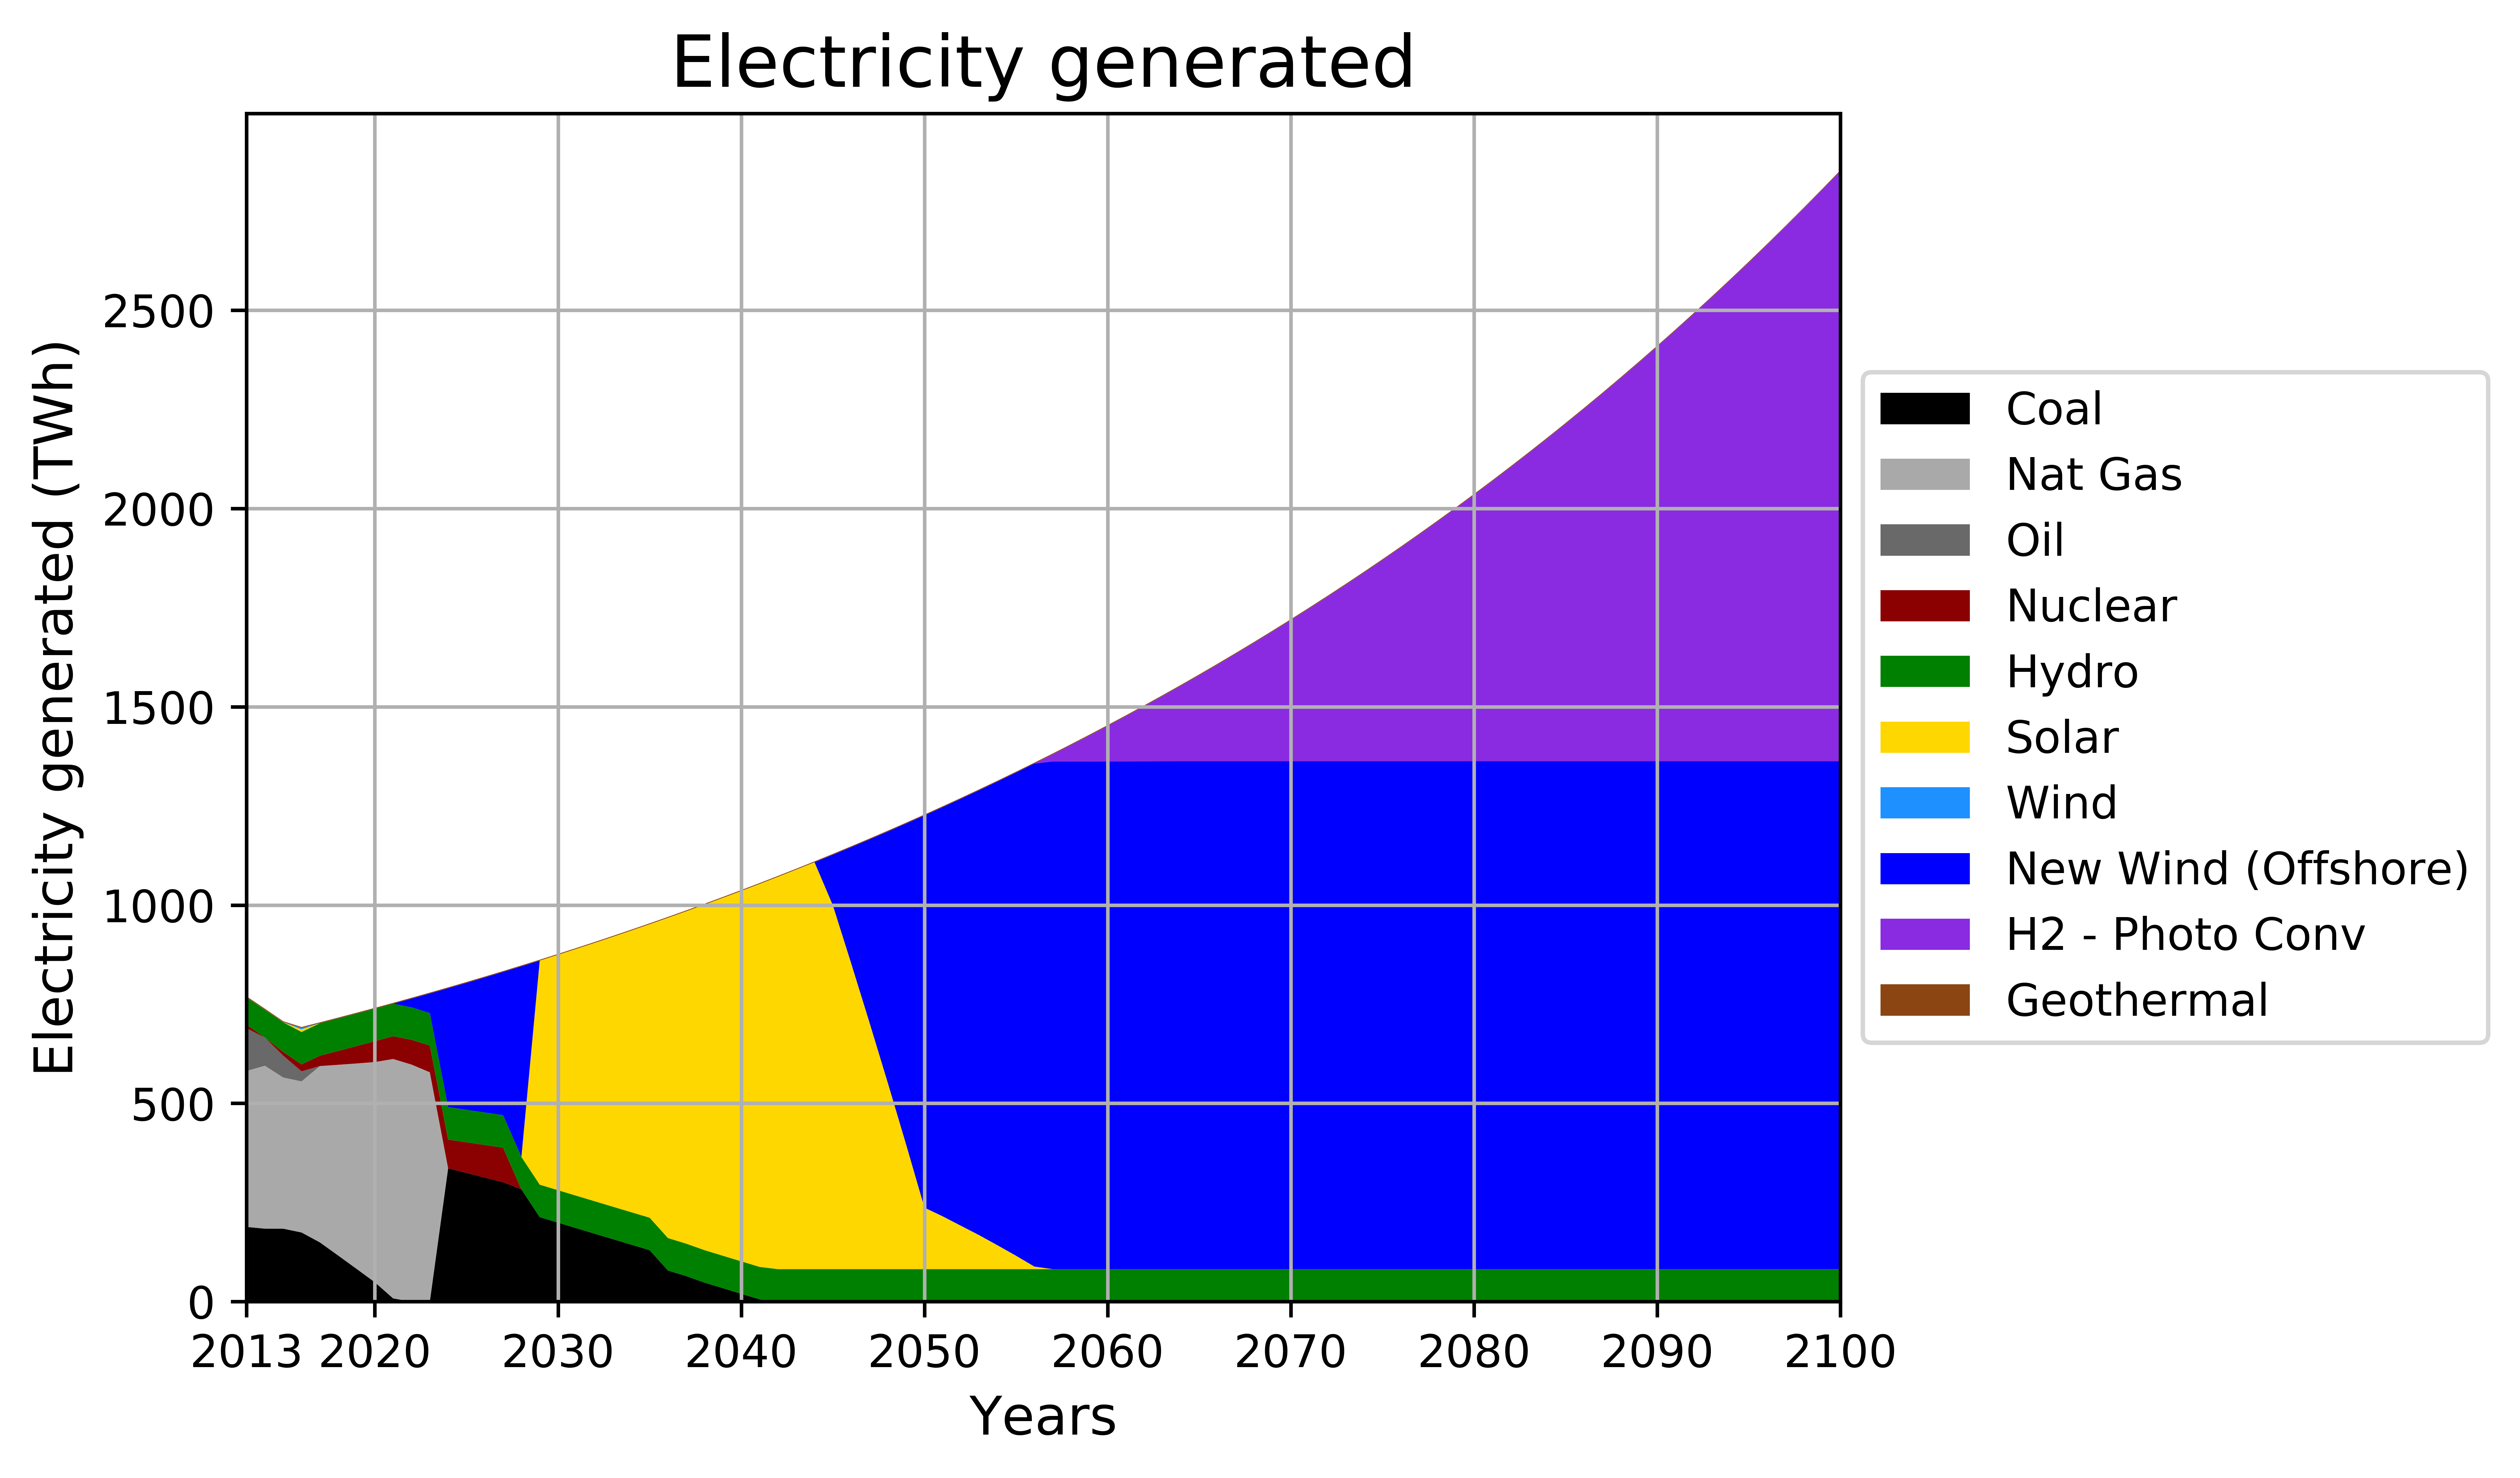 Electricity generated
Electricity generated (TWh)
2500
2000
1500
1000
500
0
2013 2020 2030 2040 2050 2060 2070 2080 2090 2100
Years
Coal
Nat Gas
Oil
Nuclear
Hydro
Solar
Wind
New Wind (Offshore)
H2 - Photo Conv
Geothermal